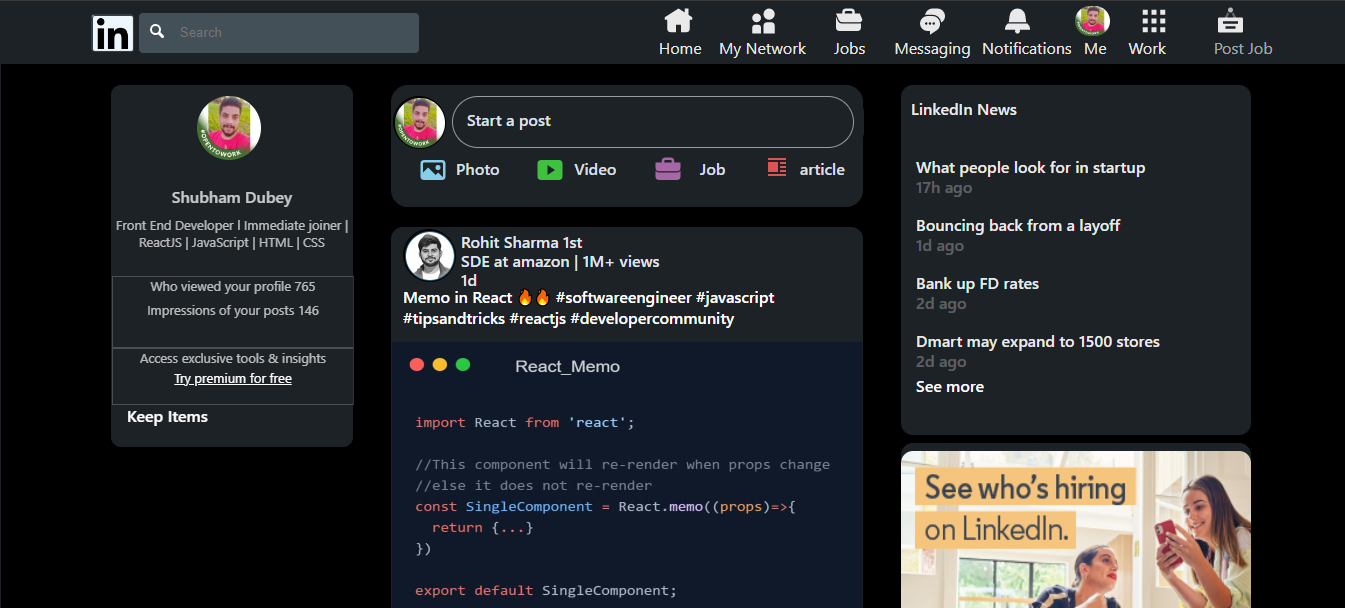 in
Search
Home
My Network
Jobs
Messaging
Notifications
Me
Work
Post Job
#OPENTOWORK
Shubham Dubey
Front End Developer l Immediate joiner |
ReactJS | JavaScript | HTML | CSS
Who viewed your profile 765
Impressions of your posts 146
Access exclusive tools & insights
Try premium for free
Keep Items
#OPENTOWORK
Start a post
Photo
Video
Job
article
Rohit Sharma 1st
SDE at amazon | 1M+ views
1d
Memo in React 🔥🔥 #softwareengineer #javascript
#tipsandtricks #reactjs #developercommunity
React_Memo
import React from 'react';
//This component will re-render when props change
//else it does not re-render
const SingleComponent = React.memo((props)=>{
return {...}
})
export default SingleComponent;
LinkedIn News
What people look for in startup
17h ago
Bouncing back from a layoff
1d ago
Bank up FD rates
2d ago
Dmart may expand to 1500 stores
2d ago
See more
See who's hiring
on LinkedIn.